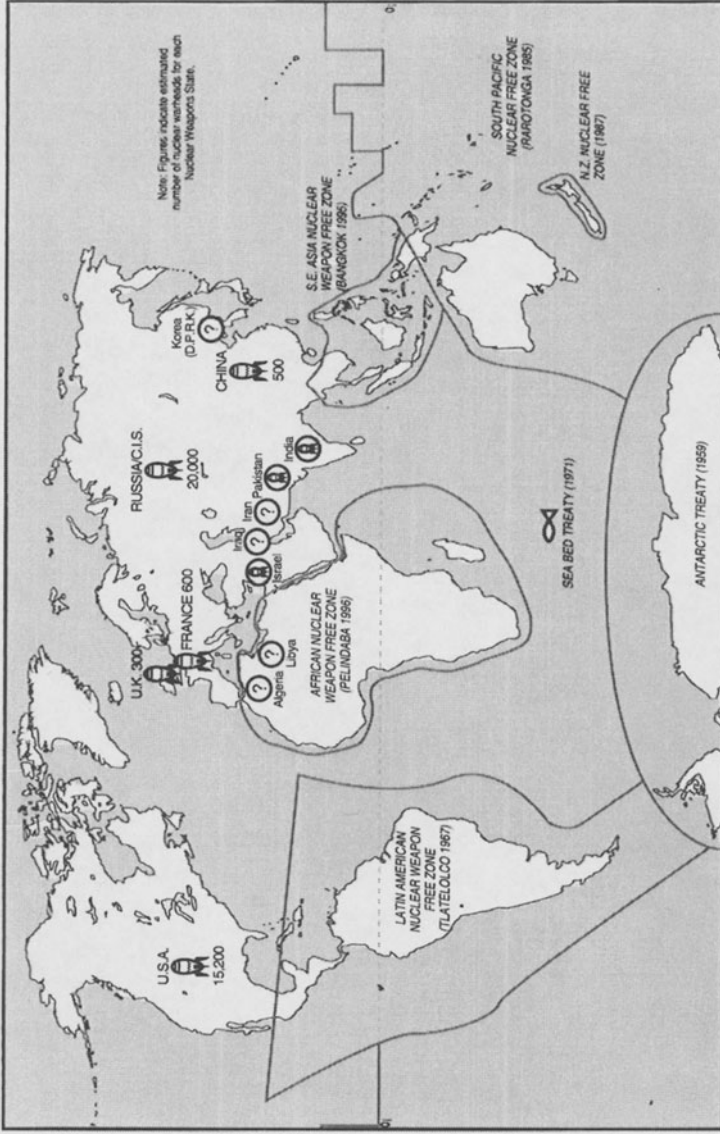 U.S.A.
15,200
U.K. 300
FRANCE 600
RUSSIA/C.I.S.
20,000
Korea
(D.P.R.K.)
?
CHINA
500
Note: Figures indicate estimated
number of nuclear warheads for each
Nuclear Weapons State.
Algeria
?
Libya
?
Israel
Iraq
?
Iran
?
Pakistan
India
S.E. ASIA NUCLEAR
WEAPON FREE ZONE
(BANGKOK 1995)
AFRICAN NUCLEAR
WEAPON FREE ZONE
(PELINDABA 1996)
LATIN AMERICAN
NUCLEAR WEAPON
FREE ZONE
(TLATELOLCO 1967)
0°
0°
SOUTH PACIFIC
NUCLEAR FREE ZONE
(RAROTONGA 1985)
N.Z. NUCLEAR FREE
ZONE (1987)
SEA BED TREATY (1971)
ANTARCTIC TREATY (1959)